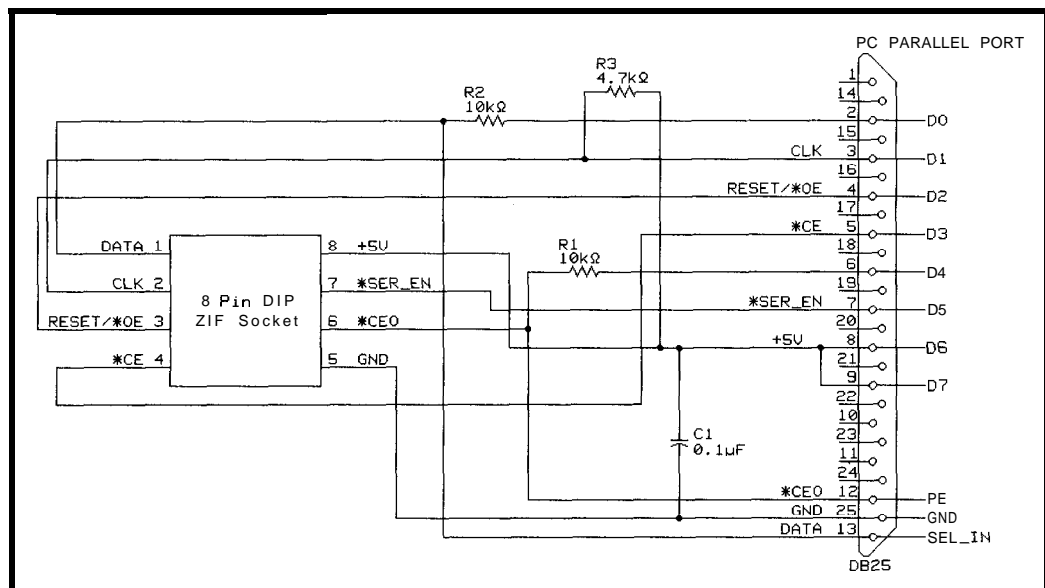 PC PARALLEL PORT
R3
4.7kΩ
R2
10kΩ
1
14
2
D0
15
CLK 3
D1
16
RESET/*OE 4
D2
17
*CE 5
D3
18
R1
10kΩ
6
D4
19
*SER_EN 7
D5
20
+5V 8
D6
21
9
D7
22
10
23
11
24
*CEO 12
PE
GND 25
GND
DATA 13
SEL_IN
DB25
DATA 1
CLK 2
RESET/*OE 3
*CE 4
8 Pin DIP
ZIF Socket
8 +5V
7 *SER_EN
6 *CEO
5 GND
C1
0.1µF